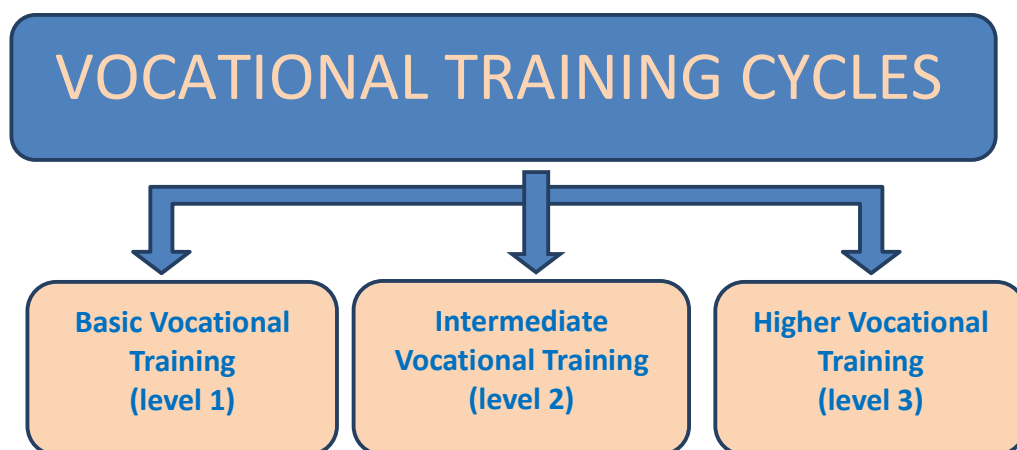 VOCATIONAL TRAINING CYCLES
Basic Vocational
Training
(level 1)
Intermediate
Vocational Training
(level 2)
Higher Vocational
Training
(level 3)